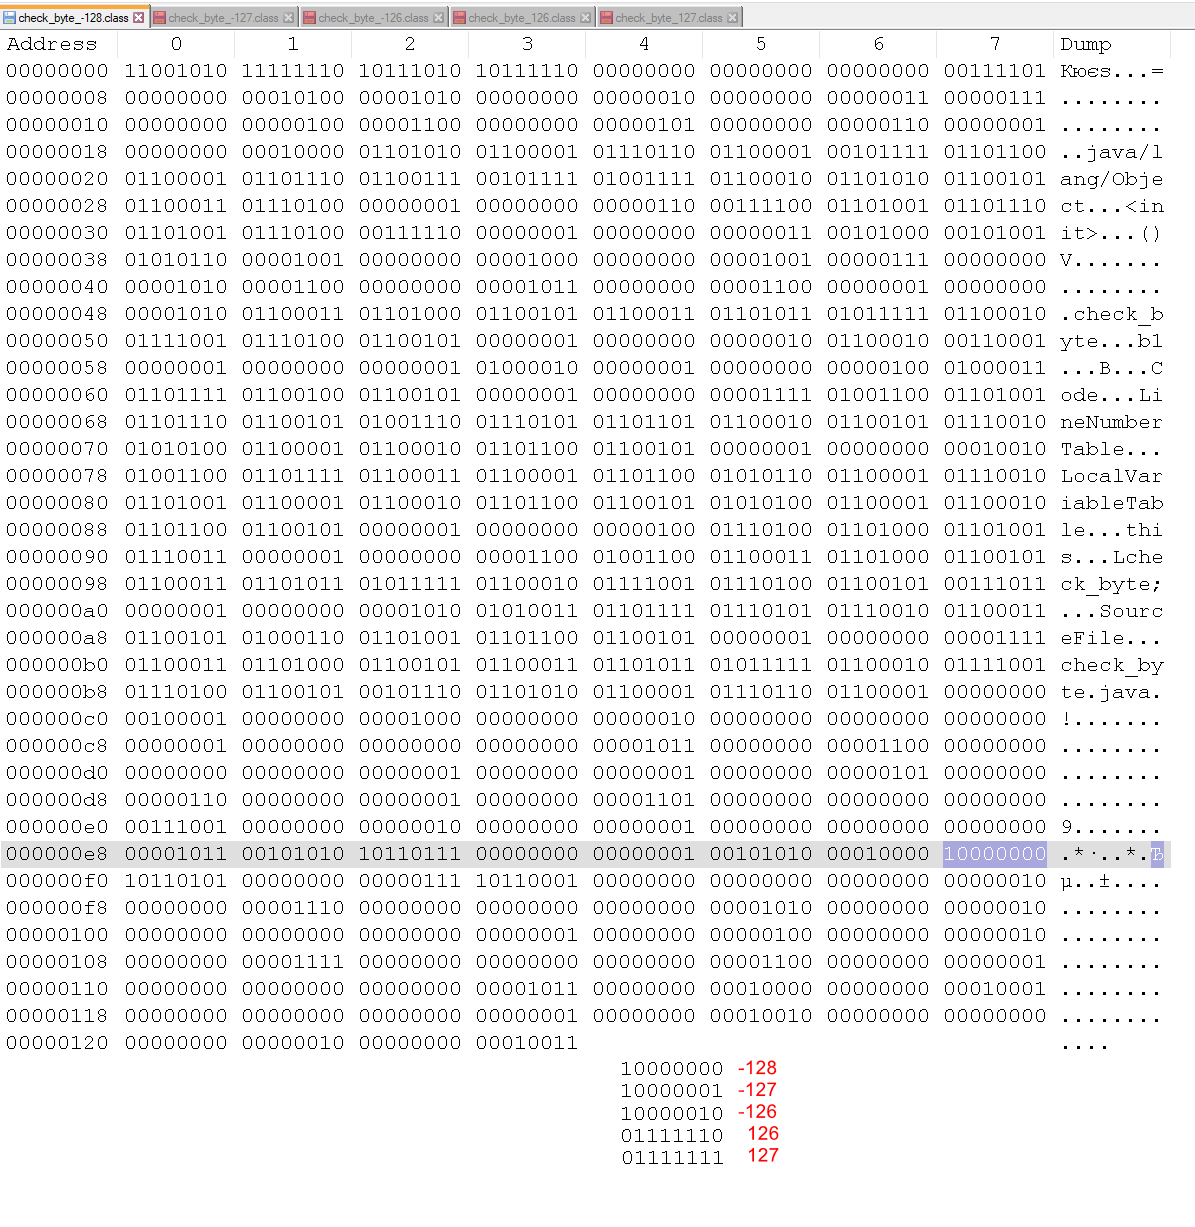 check_byte_-128.class check_byte_-127.class check_byte_-126.class check_byte_126.class check_byte_127.class
Address 0 1 2 3 4 5 6 7 Dump
00000000 11001010 11111110 10111010 10111110 00000000 00000000 00000000 00111101 Кюєѕ...=
00000008 00000000 00010100 00001010 00000000 00000010 00000000 00000011 00000111 ........
00000010 00000000 00000100 00001100 00000000 00000101 00000000 00000110 00000001 ........
00000018 00000000 00010000 01101010 01100001 01110110 01100001 00101111 01101100 ..java/l
00000020 01100001 01101110 01100111 00101111 01001111 01100010 01101010 01100101 ang/Obje
00000028 01100011 01110100 00000001 00000000 00000110 00111100 01101001 01101110 ct...<in
00000030 01101001 01110100 00111110 00000001 00000000 00000011 00101000 00101001 it>...()
00000038 01010110 00001001 00000000 00001000 00000000 00001001 00000111 00000000 V.......
00000040 00001010 00001100 00000000 00001011 00000000 00001100 00000001 00000000 ........
00000048 00001010 01100011 01101000 01100101 01100011 01101011 01011111 01100010 .check_b
00000050 01111001 01110100 01100101 00000001 00000000 00000010 01100010 00110001 yte...b1
00000058 00000001 00000000 00000001 01000010 00000001 00000000 00000100 01000011 ...B...C
00000060 01101111 01100100 01100101 00000001 00000000 00001111 01001100 01101001 ode...Li
00000068 01101110 01100101 01001110 01110101 01101101 01100010 01100101 01110010 neNumber
00000070 01010100 01100001 01100010 01101100 01100101 00000001 00000000 00010010 Table...
00000078 01001100 01101111 01100011 01100001 01101100 01010110 01100001 01110010 LocalVar
00000080 01101001 01100001 01100010 01101100 01100101 01010100 01100001 01100010 iableTab
00000088 01101100 01100101 00000001 00000000 00000100 01110100 01101000 01101001 le...thi
00000090 01110011 00000001 00000000 00001100 01001100 01100011 01101000 01100101 s...Lche
00000098 01100011 01101011 01011111 01100010 01111001 01110100 01100101 00111011 ck_byte;
000000a0 00000001 00000000 00001010 01010011 01101111 01110101 01110010 01100011 ...Sourc
000000a8 01100101 01000110 01101001 01101100 01100101 00000001 00000000 00001111 eFile...
000000b0 01100011 01101000 01100101 01100011 01101011 01011111 01100010 01111001 check_by
000000b8 01110100 01100101 00101110 01101010 01100001 01110110 01100001 00000000 te.java.
000000c0 00100001 00000000 00001000 00000000 00000010 00000000 00000000 00000000 !.......
000000c8 00000001 00000000 00000000 00000000 00001011 00000000 00001100 00000000 ........
000000d0 00000000 00000000 00000001 00000000 00000001 00000000 00000101 00000000 ........
000000d8 00000110 00000000 00000001 00000000 00001101 00000000 00000000 00000000 ........
000000e0 00111001 00000000 00000010 00000000 00000001 00000000 00000000 00000000 9.......
000000e8 00001011 00101010 10110111 00000000 00000001 00101010 00010000 10000000 .*·..*.Ђ
000000f0 10110101 00000000 00000111 10110001 00000000 00000000 00000000 00000010 µ..±....
000000f8 00000000 00001110 00000000 00000000 00000000 00001010 00000000 00000010 ........
00000100 00000000 00000000 00000000 00000001 00000000 00000100 00000000 00000010 ........
00000108 00000000 00001111 00000000 00000000 00000000 00001100 00000000 00000001 ........
00000110 00000000 00000000 00000000 00001011 00000000 00010000 00000000 00010001 ........
00000118 00000000 00000000 00000000 00000001 00000000 00010010 00000000 00000000 ........
00000120 00000000 00000010 00000000 00010011 ....
10000000 -128
10000001 -127
10000010 -126
01111110 126
01111111 127